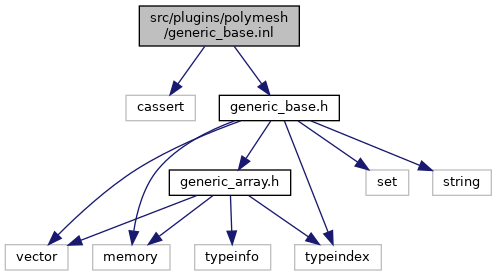 src/plugins/polymesh
/generic_base.inl
cassert
generic_base.h
generic_array.h
set
string
vector
memory
typeinfo
typeindex